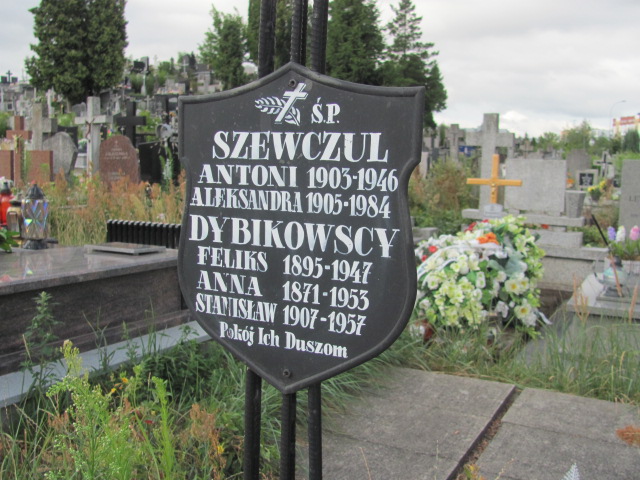 Ś.P.
SZEWCZUL
ANTONI 1903-1946
ALEKSANDRA 1905-1984
DYBIKOWSCY
FELIKS 1895-1947
ANNA 1871-1953
STANISŁAW 1907-1957
Pokój Ich Duszom